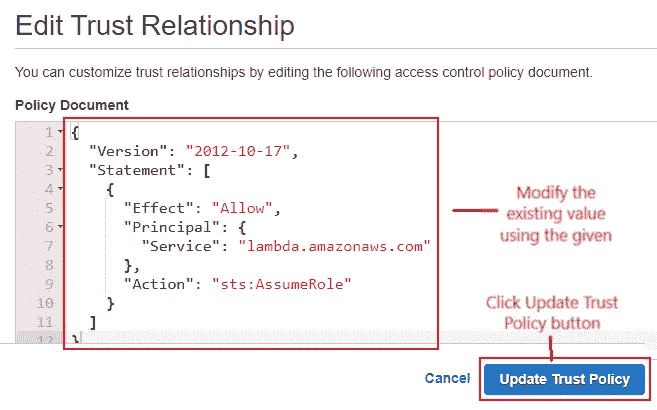 Edit Trust Relationship
You can customize trust relationships by editing the following access control policy document.
Policy Document
1 {
2 "Version": "2012-10-17",
3 "Statement": [
4 {
5 "Effect": "Allow",
6 "Principal": {
7 "Service": "lambda.amazonaws.com"
8 },
9 "Action": "sts:AssumeRole"
10 }
11 ]
12 }
Modify the
existing value
using the given
Click Update Trust
Policy button
Cancel
Update Trust Policy